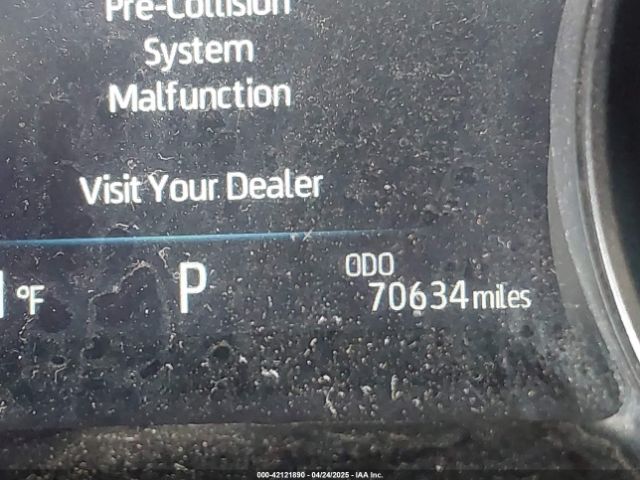 Pre-Collision
System
Malfunction
Visit Your Dealer
°F
P
ODO
70634 miles
000-42121890 - 04/24/2025 - IAA Inc.